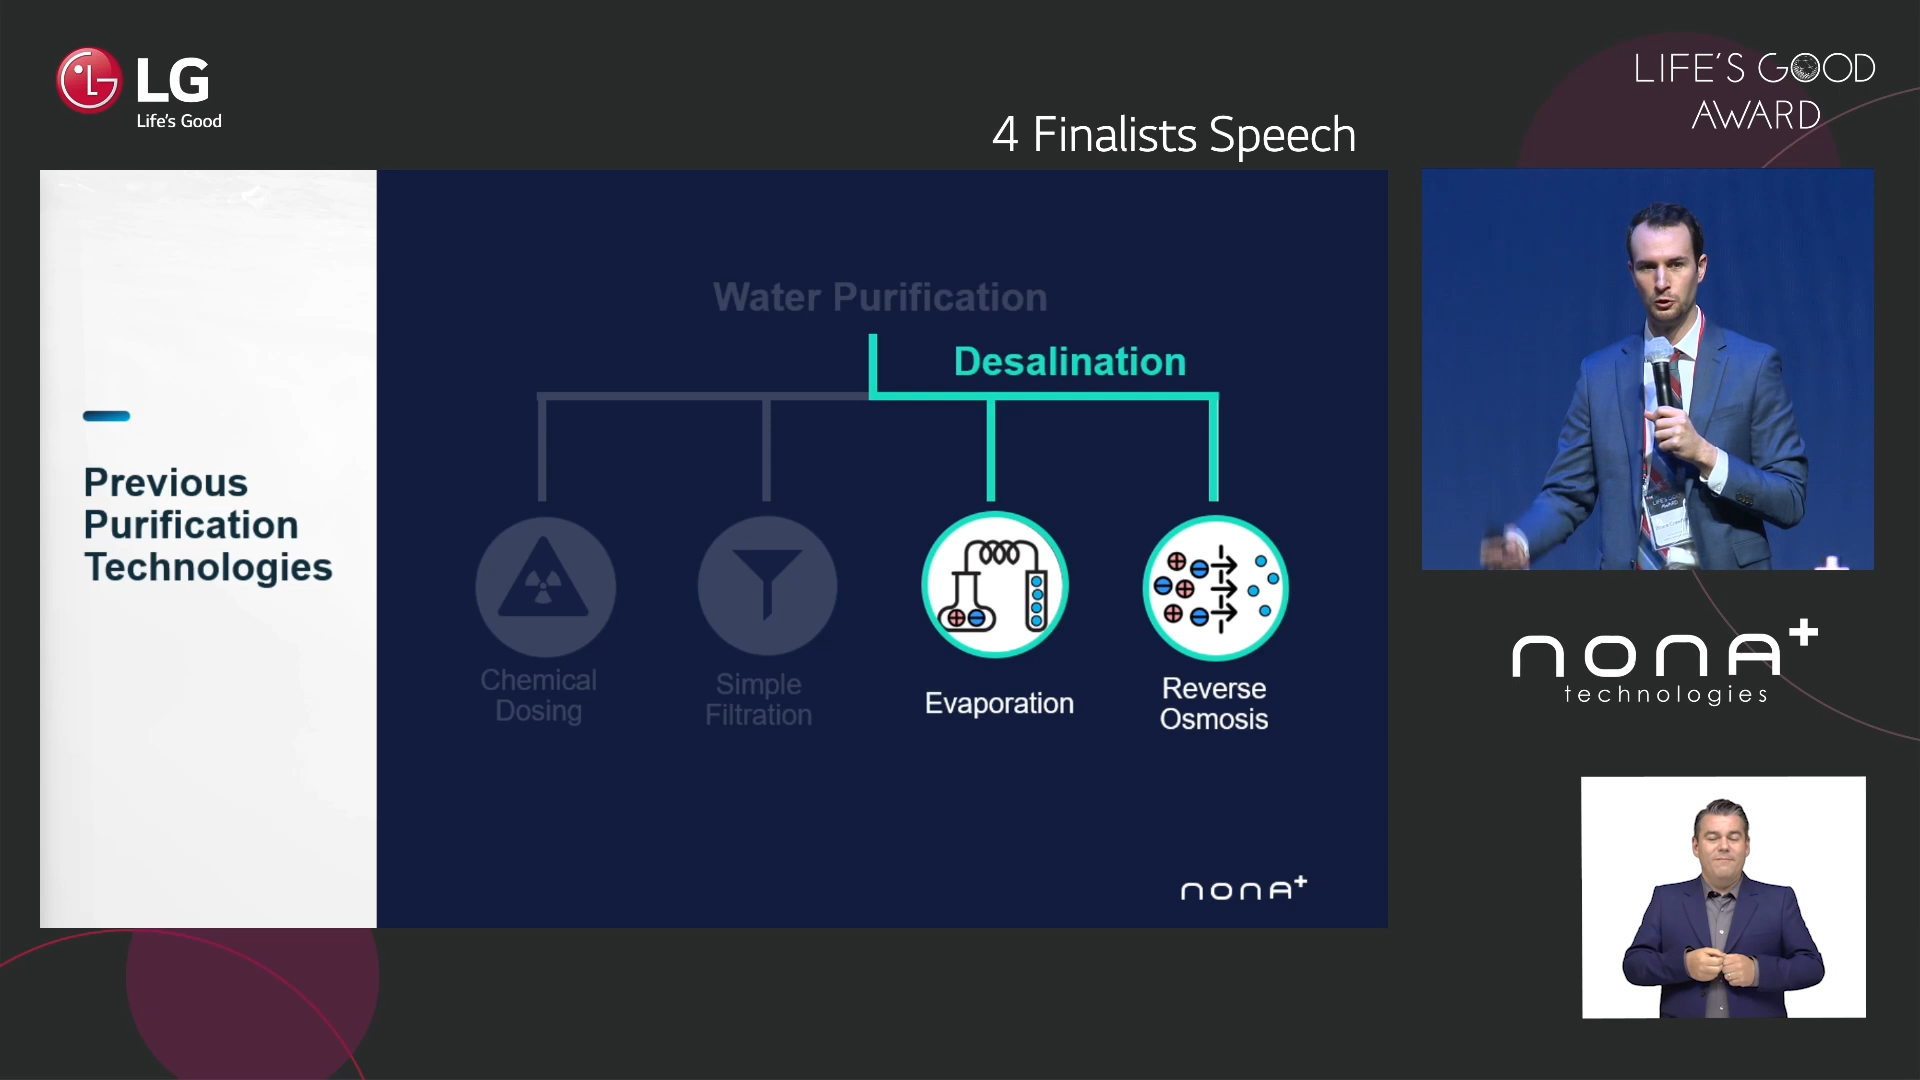 LG
Life's Good
LIFE'S GOOD
AWARD
4 Finalists Speech
Previous
Purification
Technologies
Water Purification
Desalination
Chemical
Dosing
Simple
Filtration
Evaporation
Reverse
Osmosis
nona+
nona+
technologies